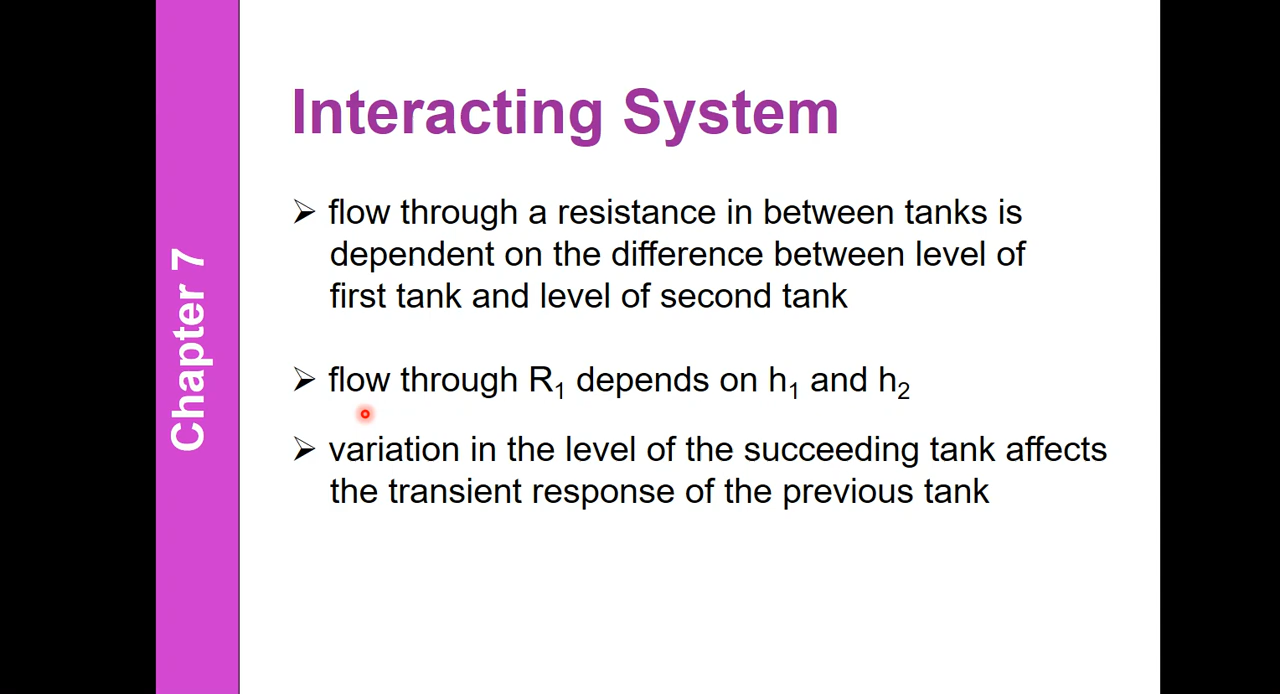 Chapter 7
Interacting System
➢ flow through a resistance in between tanks is
dependent on the difference between level of
first tank and level of second tank
➢ flow through R₁ depends on h₁ and h₂
➢ variation in the level of the succeeding tank affects
the transient response of the previous tank